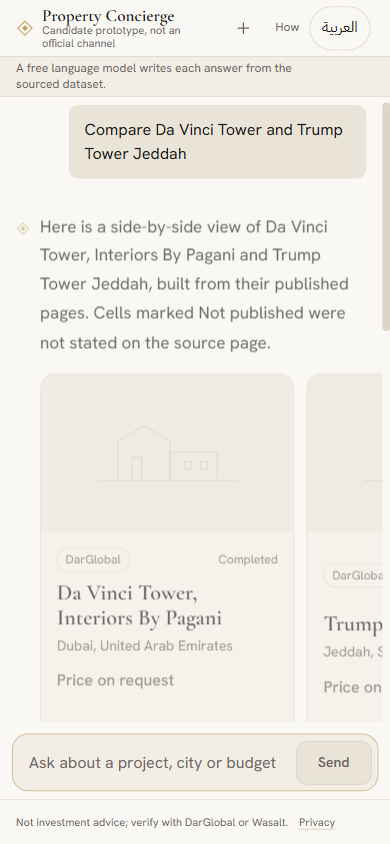 Property Concierge
Candidate prototype, not an
official channel
+
How
العربية
A free language model writes each answer from the
sourced dataset.
Compare Da Vinci Tower and Trump
Tower Jeddah
Here is a side-by-side view of Da Vinci
Tower, Interiors By Pagani and Trump
Tower Jeddah, built from their published
pages. Cells marked Not published were
not stated on the source page.
DarGlobal
Completed
Da Vinci Tower,
Interiors By Pagani
Dubai, United Arab Emirates
Price on request
DarGloba
Trump
Jeddah, S
Price on
Ask about a project, city or budget
Send
Not investment advice; verify with DarGlobal or Wasalt.
Privacy